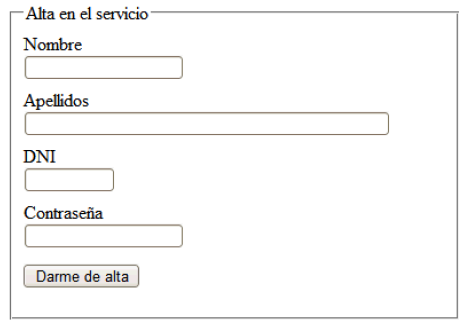 Alta en el servicio
Nombre
Apellidos
DNI
Contraseña
Darme de alta